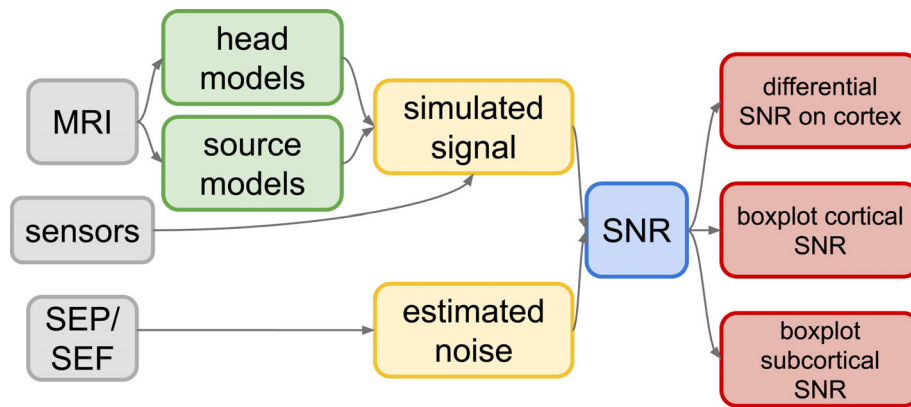 head
models
MRI
source
models
sensors
SEP/
SEF
simulated
signal
estimated
noise
SNR
differential
SNR on cortex
boxplot cortical
SNR
boxplot
subcortical
SNR